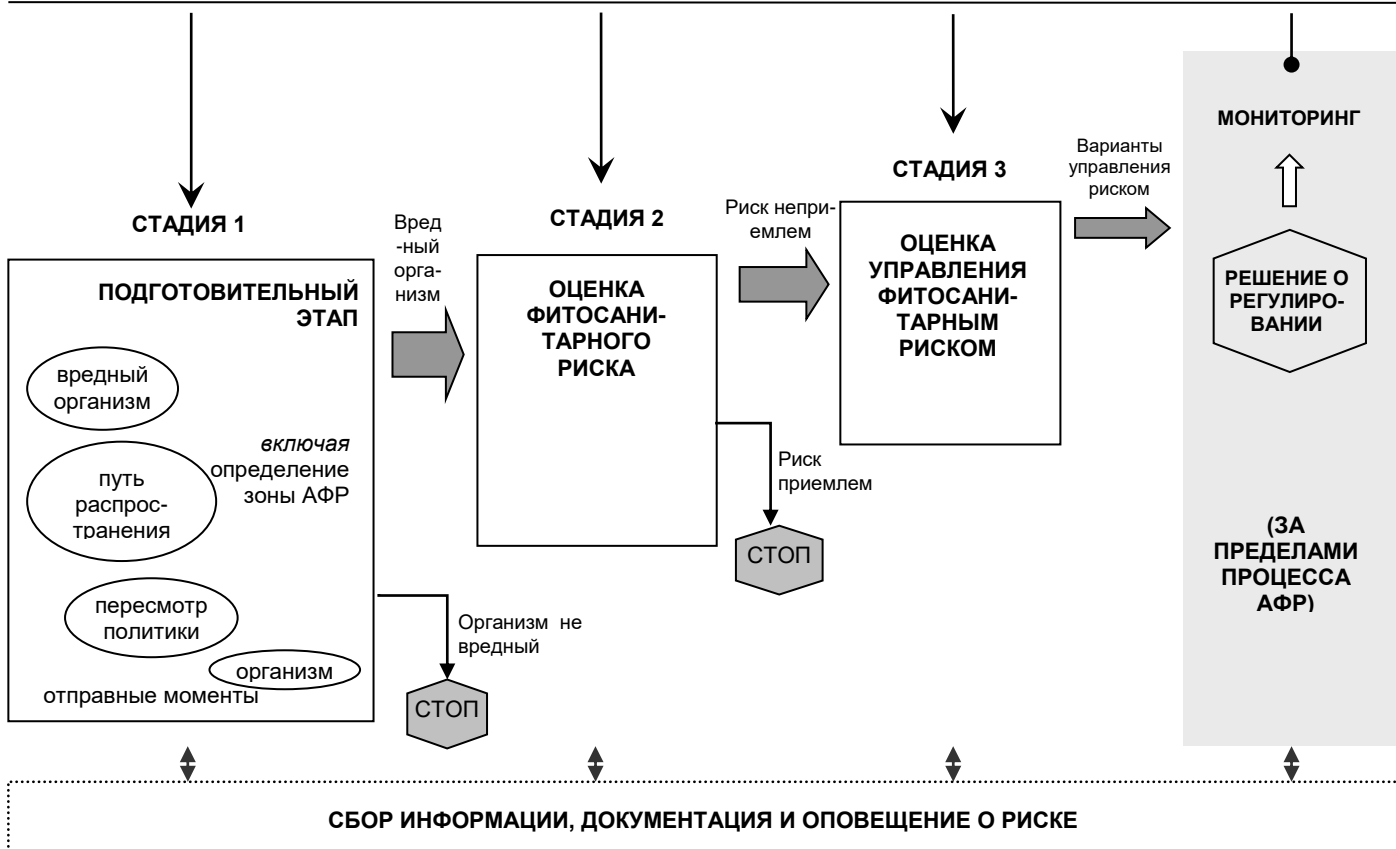 МОНИТОРИНГ
Варианты
управления
риском
СТАДИЯ 3
СТАДИЯ 1
Вред
-ный
орга-
низм
СТАДИЯ 2
Риск непри-
емлем
ОЦЕНКА
УПРАВЛЕНИЯ
ФИТОСАНИ-
ТАРНЫМ
РИСКОМ
РЕШЕНИЕ О
РЕГУЛИРО-
ВАНИИ
ПОДГОТОВИТЕЛЬНЫЙ
ЭТАП
ОЦЕНКА
ФИТОСАНИ-
ТАРНОГО
РИСКА
вредный
организм
включая
определение
зоны АФР
путь
распрос-
транения
Риск
приемлем
СТОП
(ЗА
ПРЕДЕЛАМИ
ПРОЦЕССА
АФР)
пересмотр
политики
Организм не
вредный
организм
отправные моменты
СТОП
СБОР ИНФОРМАЦИИ, ДОКУМЕНТАЦИЯ И ОПОВЕЩЕНИЕ О РИСКЕ